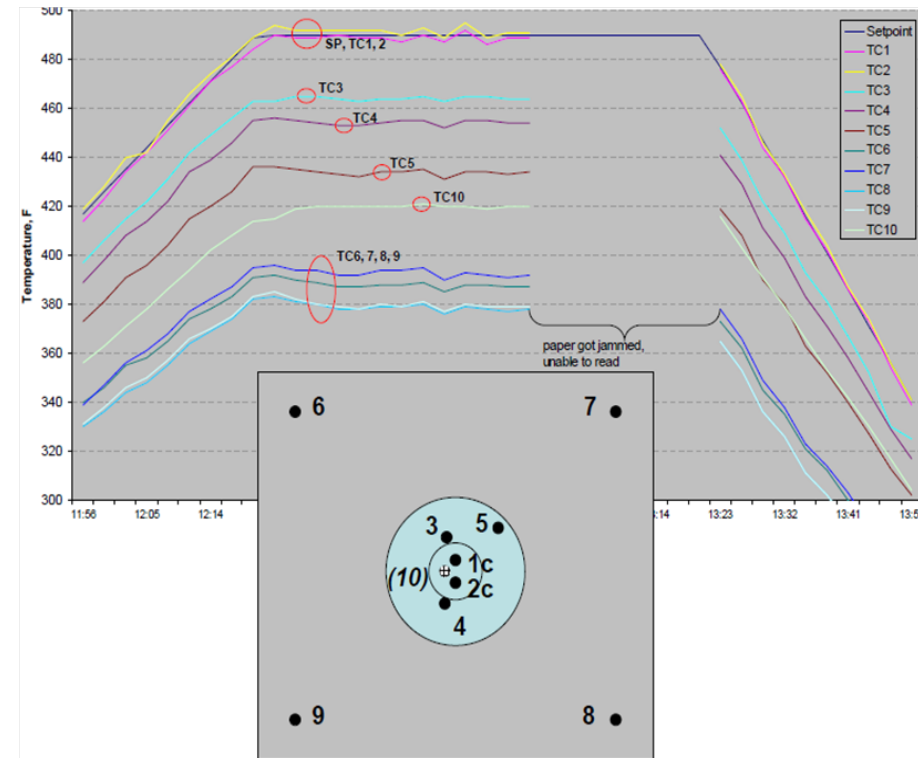 500
480
460
440
420
400
380
360
340
320
300
Temperature, F
SP, TC1, 2
TC3
TC4
TC5
TC10
TC6, 7, 8, 9
paper got jammed,
unable to read
Setpoint
TC1
TC2
TC3
TC4
TC5
TC6
TC7
TC8
TC9
TC10
11:56 12:05 12:14 13:23 13:32 13:41
6 7
3 5
1c
(10)
2c
4
9 8